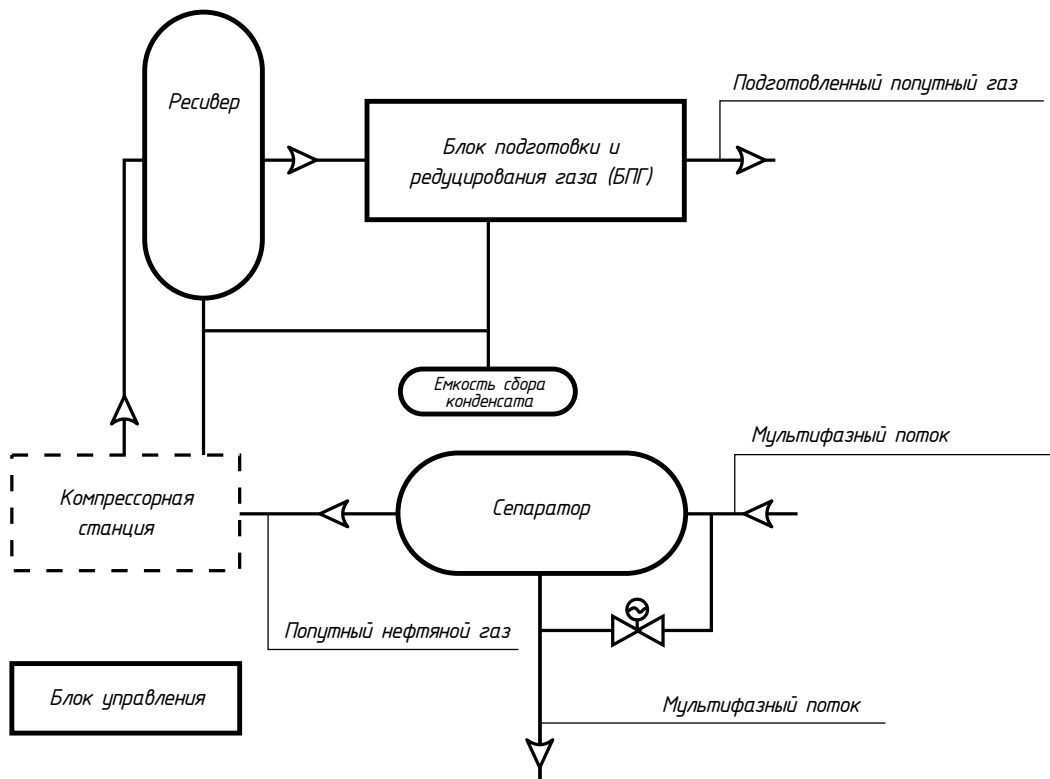 Ресивер
Подготовленный попутный газ
Блок подготовки и
редуцирования газа (БПГ)
Емкость сбора
конденсата
Мультифазный поток
Компрессорная
станция
Сепаратор
Попутный нефтяной газ
Блок управления
Мультифазный поток